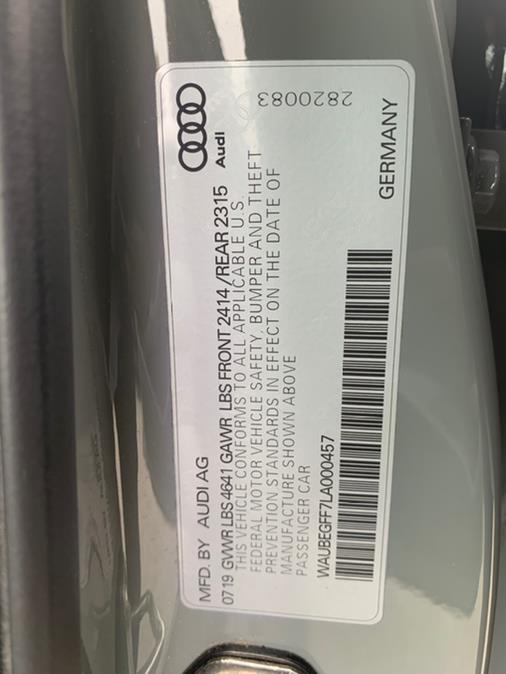 MFD. BY AUDI AG
0719 GVWR LBS 4641 GAWR LBS FRONT 2414/REAR 2315
THIS VEHICLE CONFORMS TO ALL APPLICABLE U.S.
FEDERAL MOTOR VEHICLE SAFETY, BUMPER AND THEFT
PREVENTION STANDARDS IN EFFECT ON THE DATE OF
MANUFACTURE SHOWN ABOVE
PASSENGER CAR
WAUBEGFF7LA000457
GERMANY
Audi
2820083